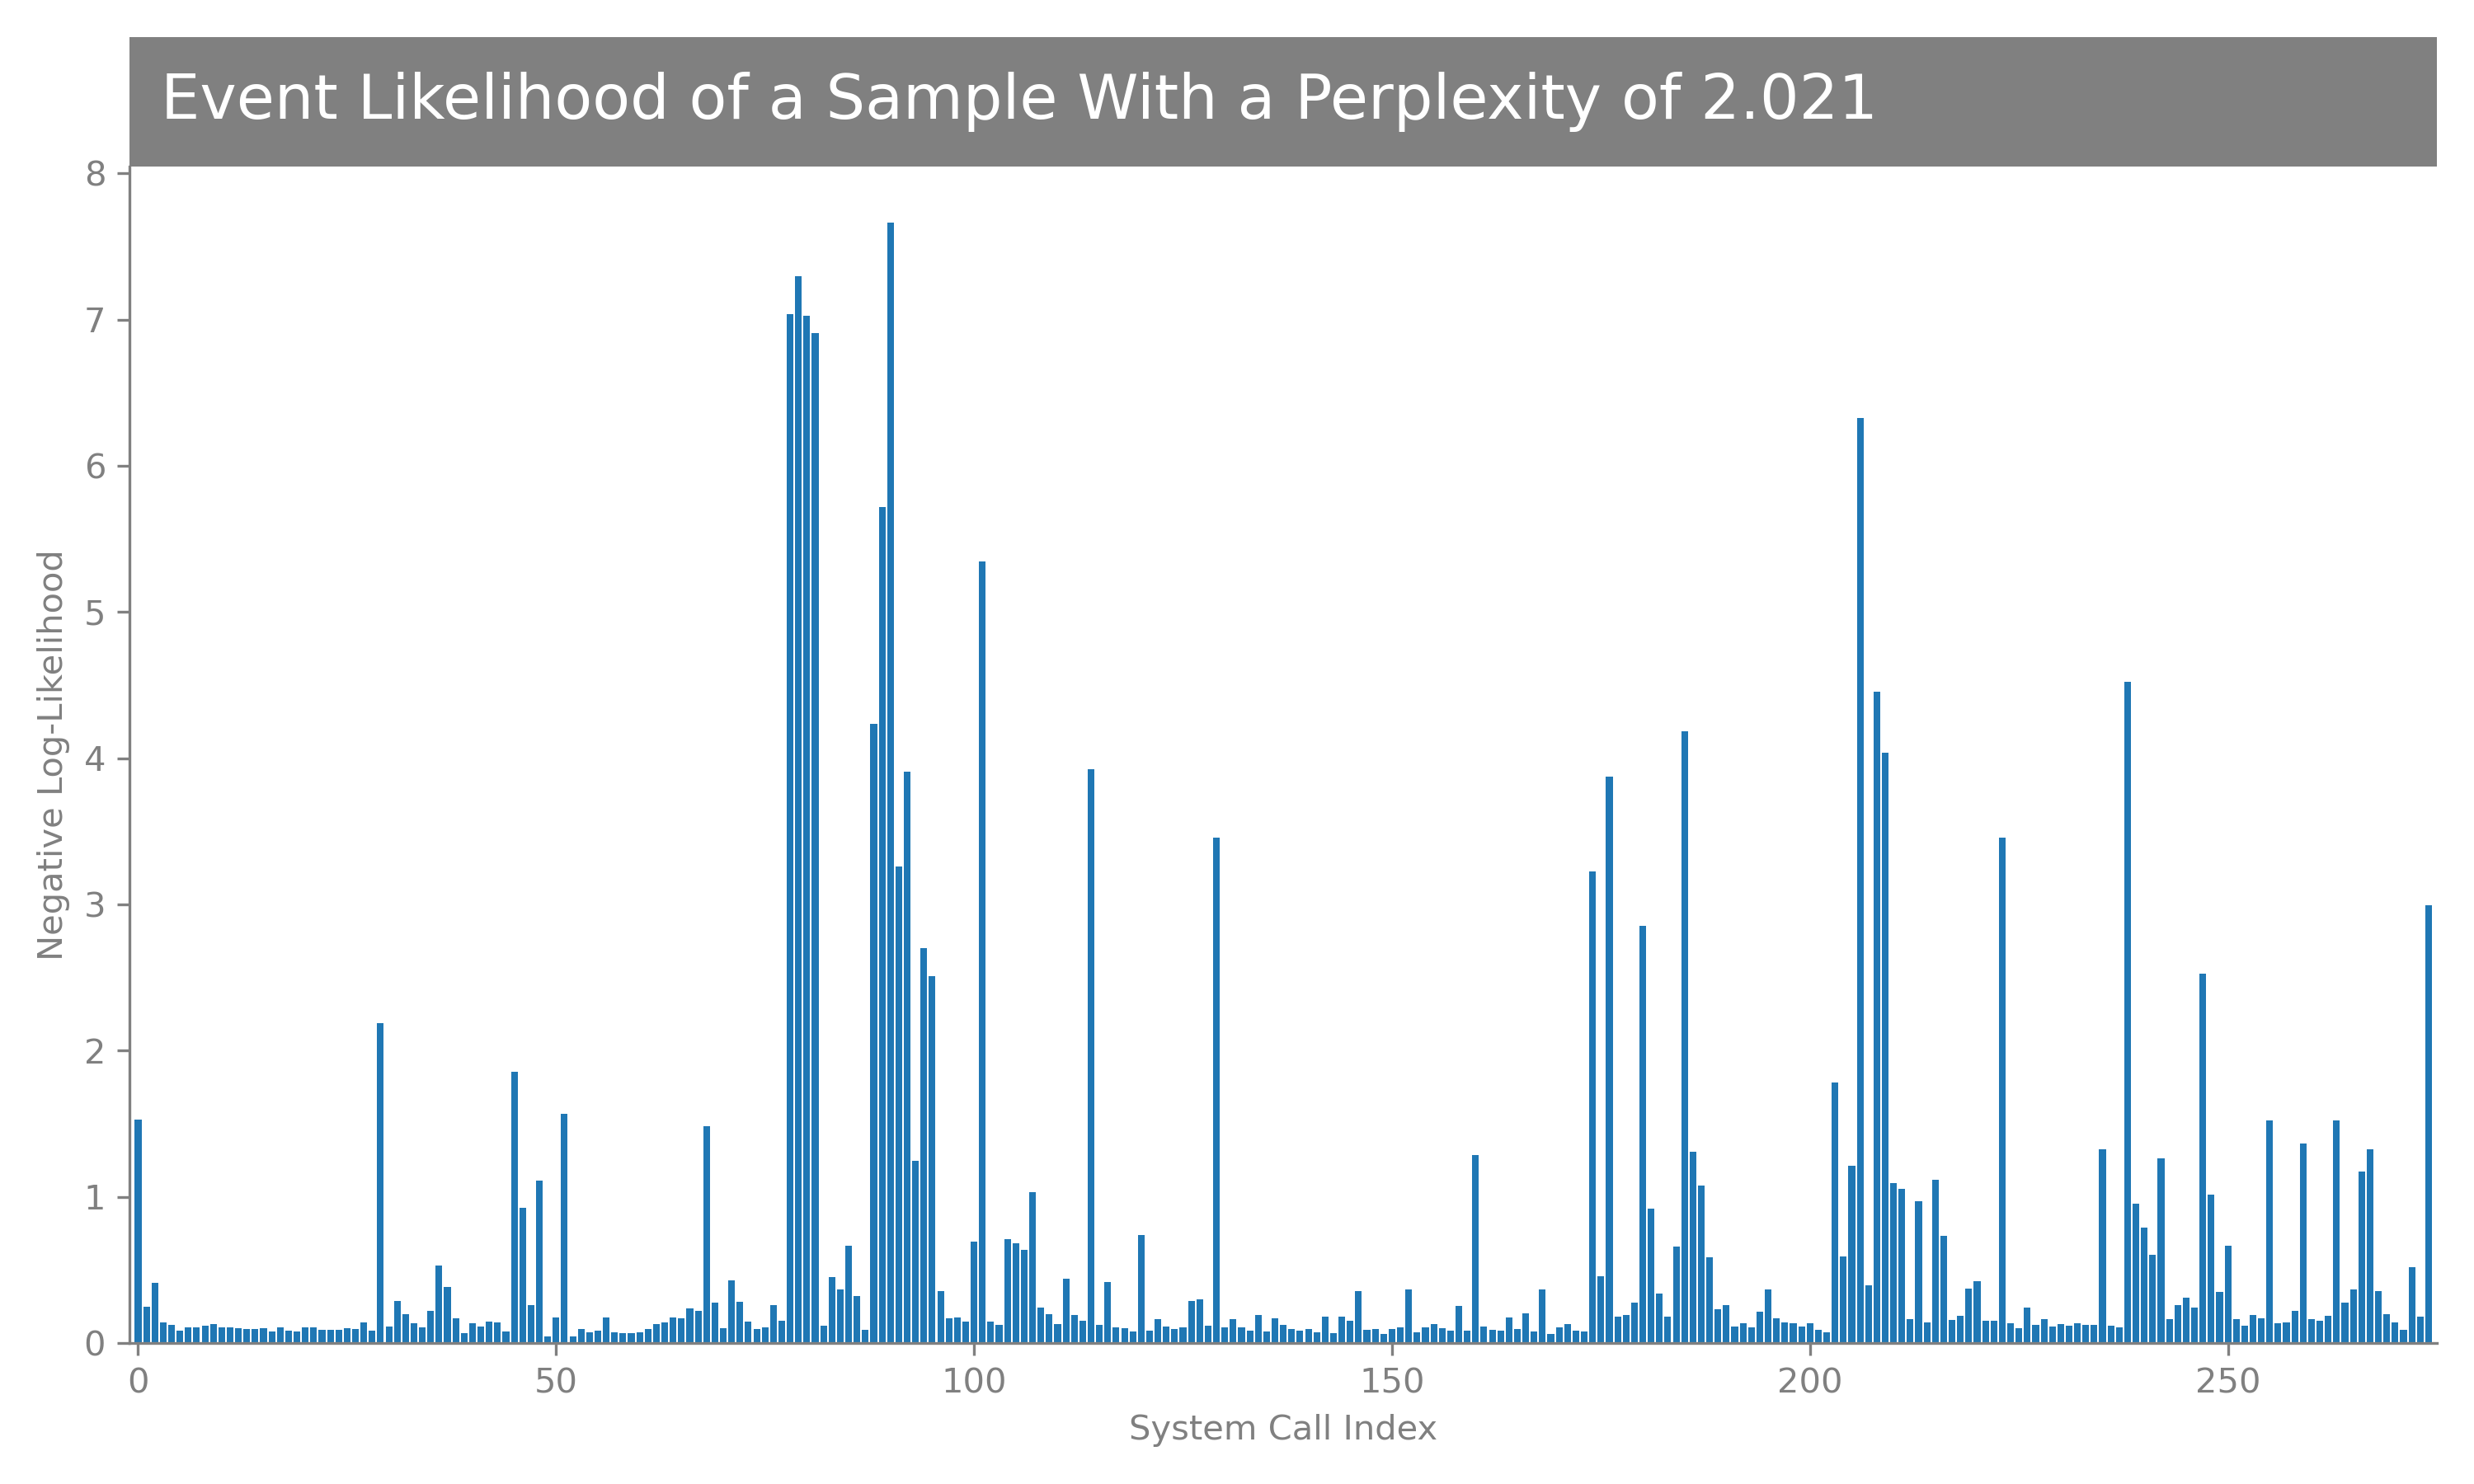 Event Likelihood of a Sample With a Perplexity of 2.021
8
7
6
5
4
3
2
1
0
Negative Log-Likelihood
0 50 100 150 200 250
System Call Index